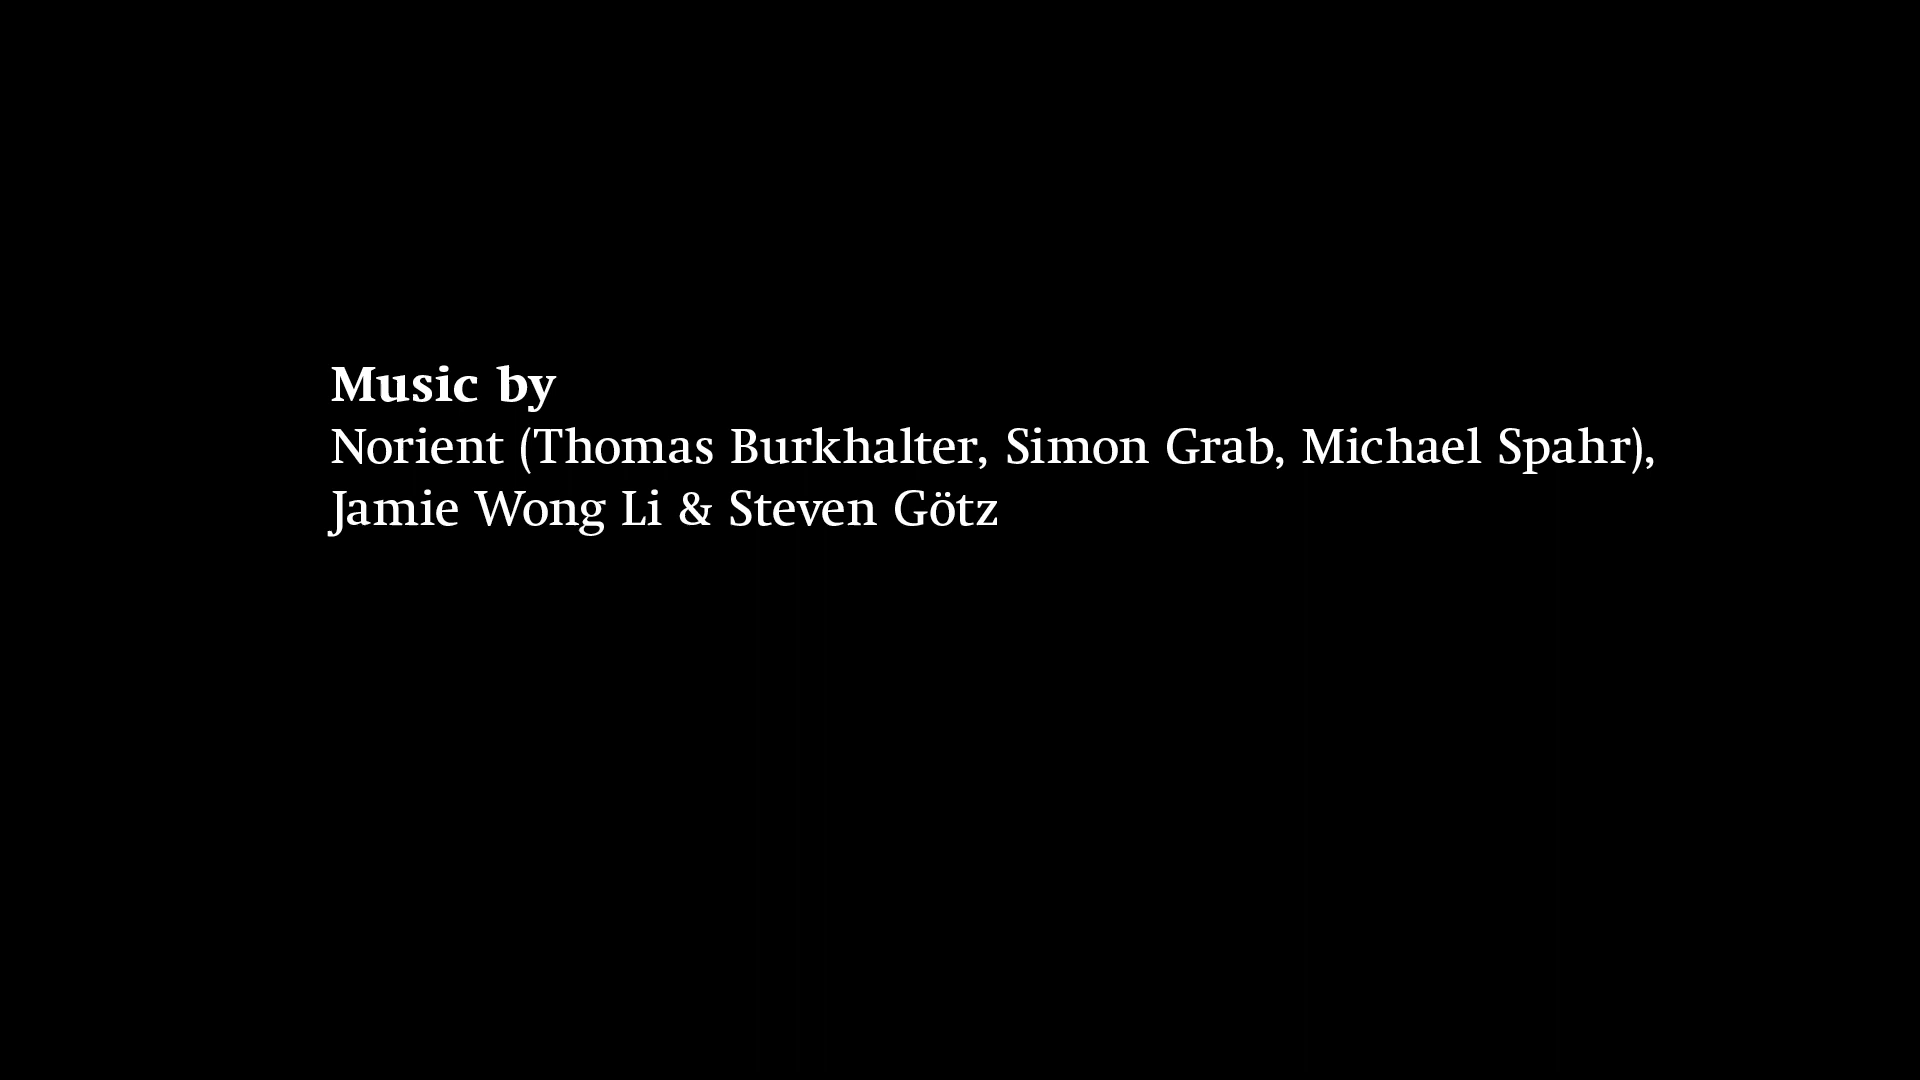 Music by
Norient (Thomas Burkhalter, Simon Grab, Michael Spahr),
Jamie Wong Li & Steven Götz